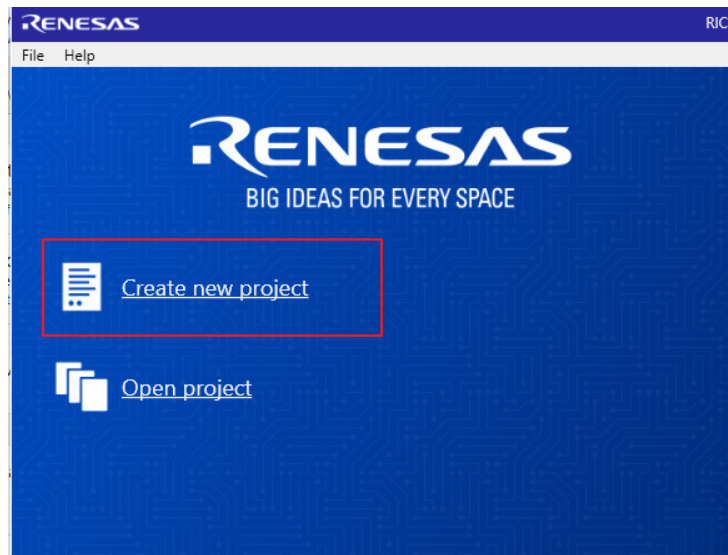 RENESAS
RIC
File Help
RENESAS
BIG IDEAS FOR EVERY SPACE
Create new project
Open project